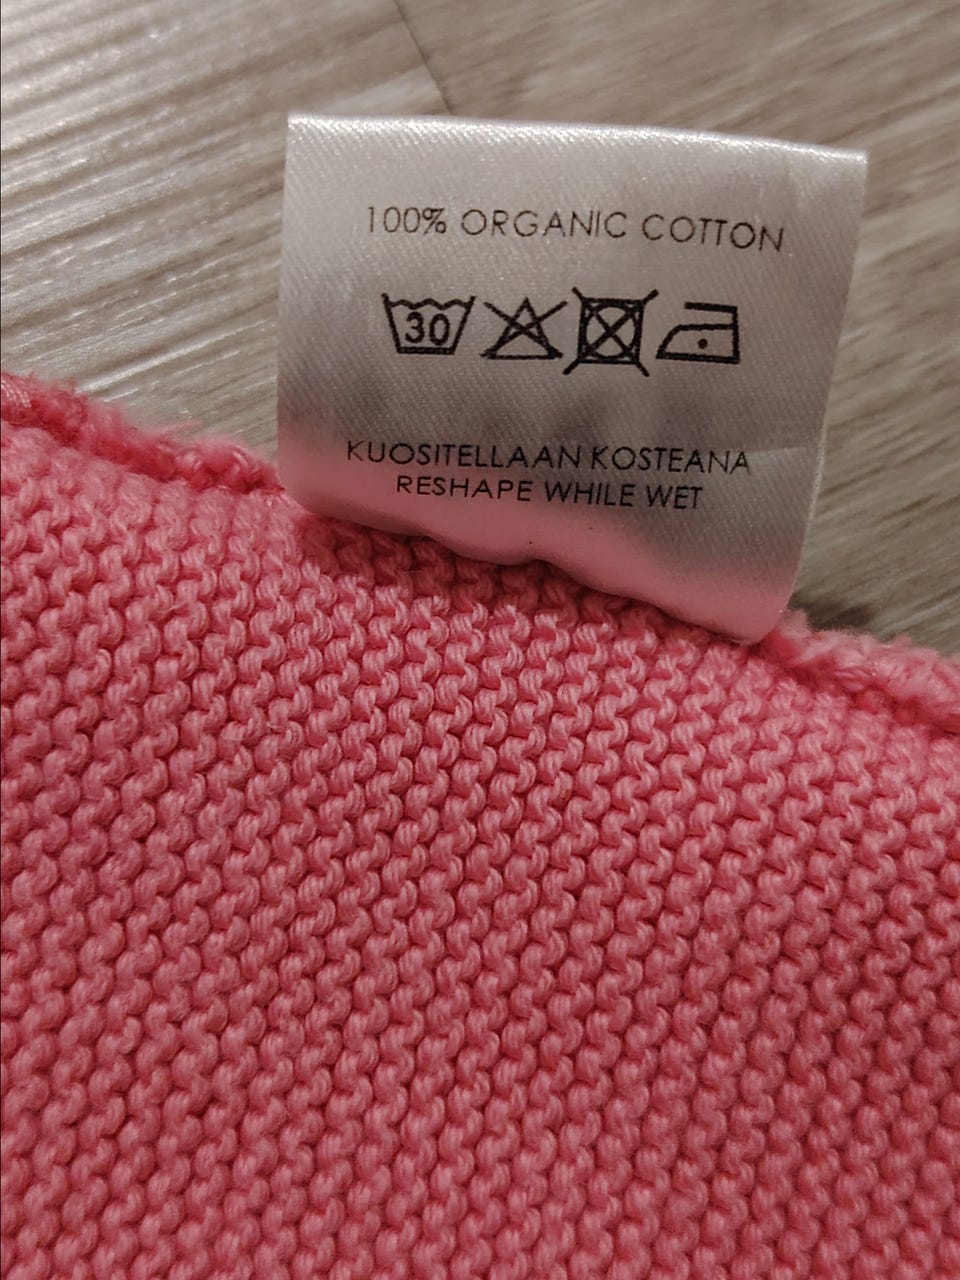 100% ORGANIC COTTON
30
KUOSITELLAAN KOSTEANA
RESHAPE WHILE WET